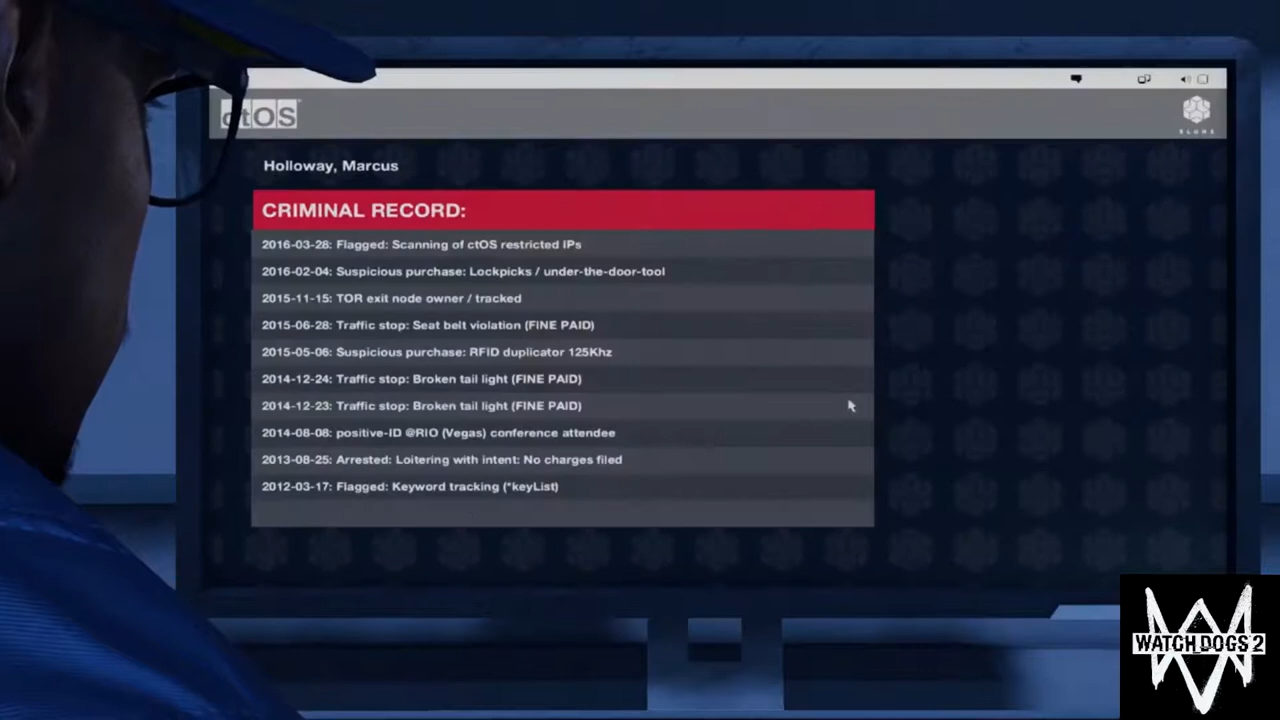 ctOS
BLUME
Holloway, Marcus
CRIMINAL RECORD:
2016-03-28: Flagged: Scanning of ctOS restricted IPs
2016-02-04: Suspicious purchase: Lockpicks / under-the-door-tool
2015-11-15: TOR exit node owner / tracked
2015-06-28: Traffic stop: Seat belt violation (FINE PAID)
2015-05-06: Suspicious purchase: RFID duplicator 125Khz
2014-12-24: Traffic stop: Broken tail light (FINE PAID)
2014-12-23: Traffic stop: Broken tail light (FINE PAID)
2014-08-08: positive-ID @RIO (Vegas) conference attendee
2013-08-25: Arrested: Loitering with intent: No charges filed
2012-03-17: Flagged: Keyword tracking (*keyList)
WATCH DOGS 2